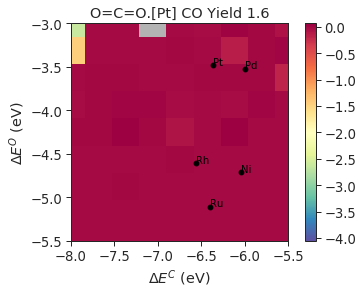 O=C=O.[Pt] CO Yield 1.6
−3.0
−3.5
−4.0
−4.5
−5.0
−5.5
ΔE^O (eV)
Pt
Pd
Rh
Ni
Ru
−8.0 −7.5 −7.0 −6.5 −6.0 −5.5
ΔE^C (eV)
0.0
−0.5
−1.0
−1.5
−2.0
−2.5
−3.0
−3.5
−4.0